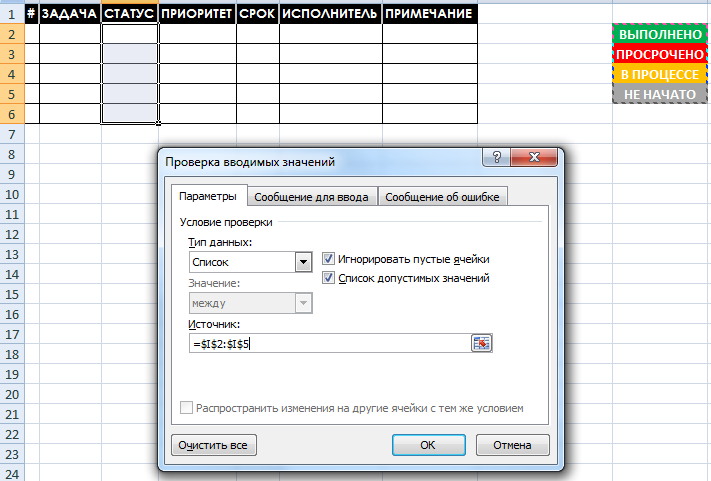 1 # ЗАДАЧА СТАТУС ПРИОРИТЕТ СРОК ИСПОЛНИТЕЛЬ ПРИМЕЧАНИЕ
2 ВЫПОЛНЕНО
3 ПРОСРОЧЕНО
4 В ПРОЦЕССЕ
5 НЕ НАЧАТО
6
7
8
9
10
11
12
13
14
15
16
17
18
19
20
21
22
23
24
Проверка вводимых значений
?
Параметры Сообщение для ввода Сообщение об ошибке
Условие проверки
Тип данных:
Список
Игнорировать пустые ячейки
Список допустимых значений
Значение:
между
Источник:
=$I$2:$I$5
Распространить изменения на другие ячейки с тем же условием
Очистить все ОК Отмена